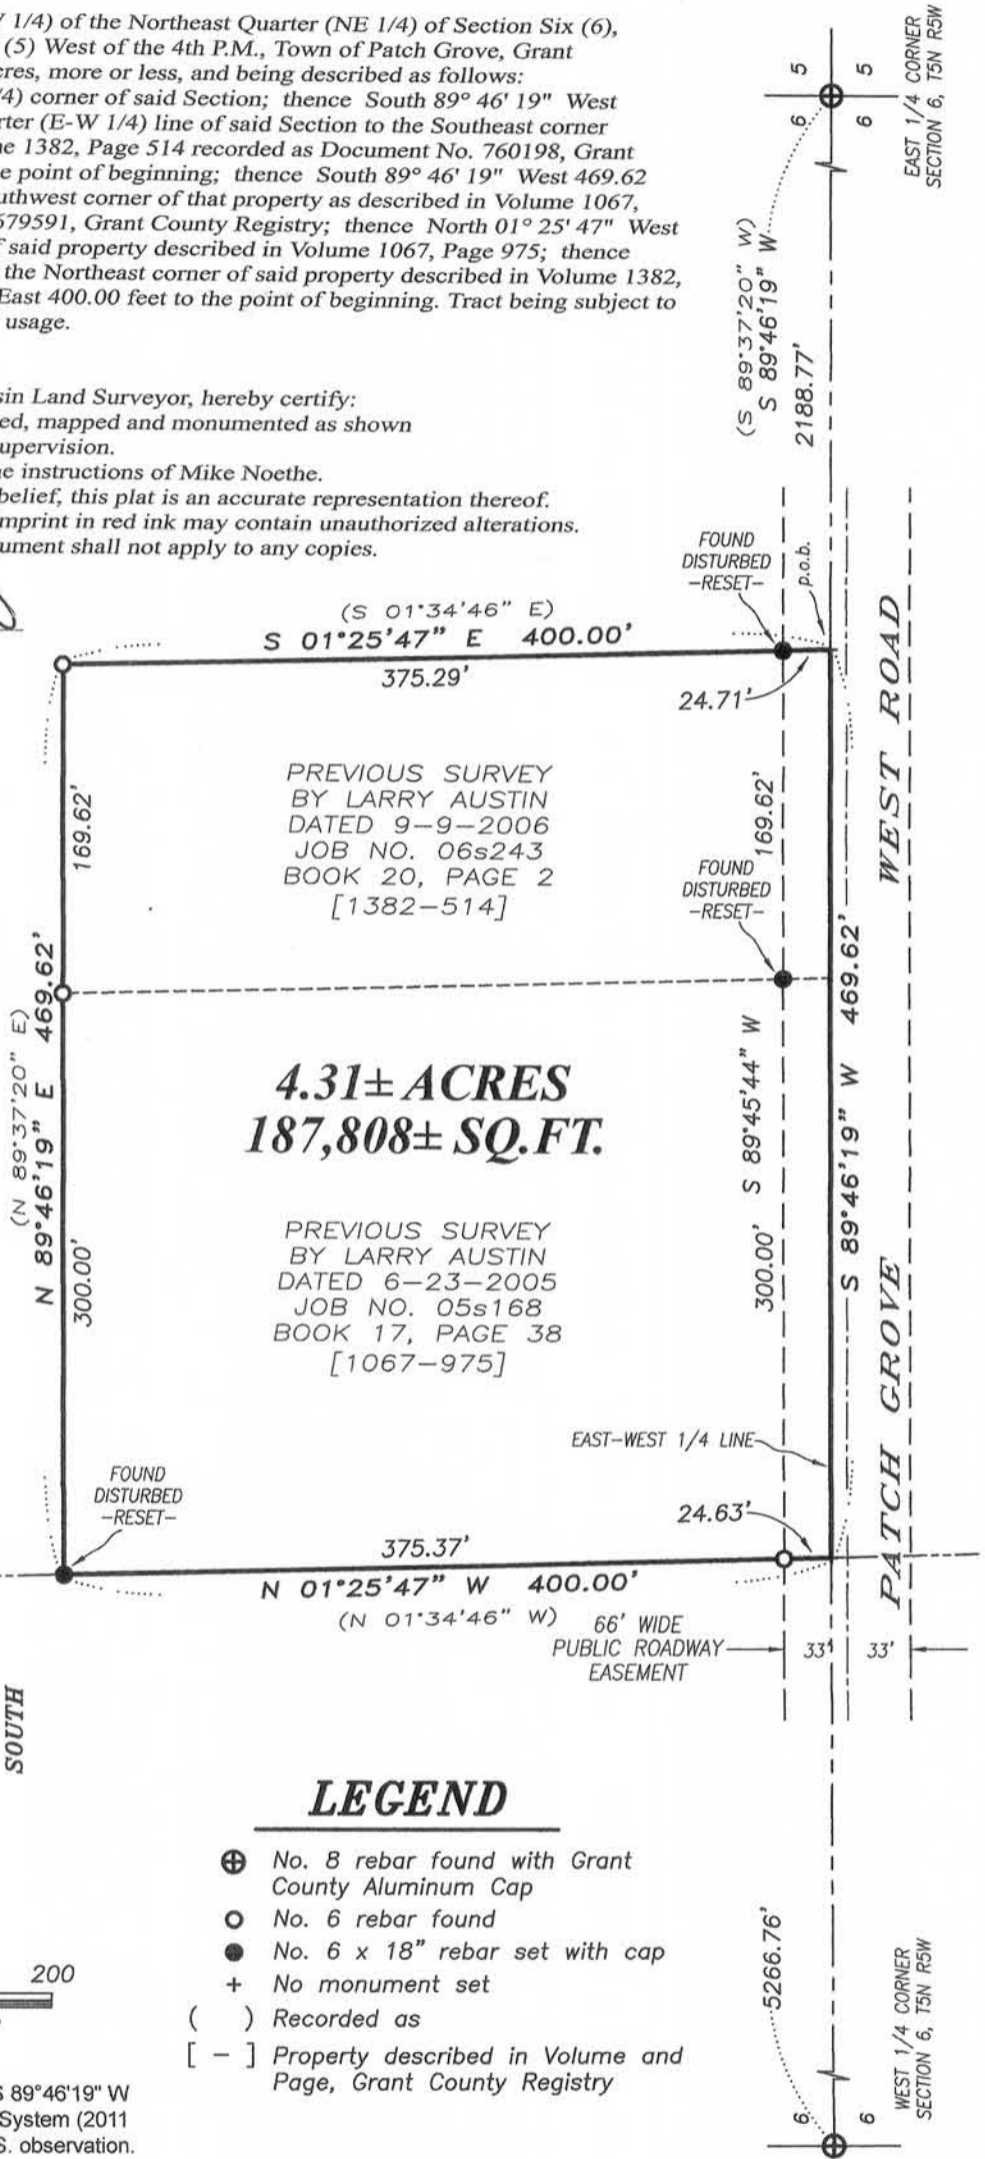 1/4) of the Northeast Quarter (NE 1/4) of Section Six (6),
(5) West of the 4th P.M., Town of Patch Grove, Grant
cres, more or less, and being described as follows:
/4) corner of said Section; thence South 89° 46' 19" West
rter (E-W 1/4) line of said Section to the Southeast corner
ne 1382, Page 514 recorded as Document No. 760198, Grant
e point of beginning; thence South 89° 46' 19" West 469.62
uthwest corner of that property as described in Volume 1067,
679591, Grant County Registry; thence North 01° 25' 47" West
f said property described in Volume 1067, Page 975; thence
the Northeast corner of said property described in Volume 1382,
East 400.00 feet to the point of beginning. Tract being subject to
usage.
sin Land Surveyor, hereby certify:
ed, mapped and monumented as shown
upervision.
e instructions of Mike Noethe.
belief, this plat is an accurate representation thereof.
mprint in red ink may contain unauthorized alterations.
ument shall not apply to any copies.
6 5
6 5
EAST 1/4 CORNER
SECTION 6, T5N R5W
(S 89°37'20" W)
S 89°46'19" W
2188.77'
FOUND
DISTURBED
-RESET-
p.o.b.
(S 01°34'46" E)
S 01°25'47" E 400.00'
375.29'
24.71'
PREVIOUS SURVEY
BY LARRY AUSTIN
DATED 9-9-2006
JOB NO. 06s243
BOOK 20, PAGE 2
[1382-514]
169.62'
169.62'
FOUND
DISTURBED
-RESET-
PATCH GROVE WEST ROAD
(N 89°37'20" E)
N 89°46'19" E 469.62'
S 89°46'19" W 469.62'
4.31± ACRES
187,808± SQ.FT.
300.00' S 89°45'44" W
300.00'
PREVIOUS SURVEY
BY LARRY AUSTIN
DATED 6-23-2005
JOB NO. 05s168
BOOK 17, PAGE 38
[1067-975]
EAST-WEST 1/4 LINE
FOUND
DISTURBED
-RESET-
24.63'
375.37'
N 01°25'47" W 400.00'
(N 01°34'46" W)
66' WIDE
PUBLIC ROADWAY
EASEMENT
33' 33'
SOUTH
LEGEND
No. 8 rebar found with Grant
County Aluminum Cap
No. 6 rebar found
No. 6 x 18" rebar set with cap
+ No monument set
( ) Recorded as
[ - ] Property described in Volume and
Page, Grant County Registry
200
S 89°46'19" W
System (2011
S. observation.
5266.76'
6
6
WEST 1/4 CORNER
SECTION 6, T5N R5W